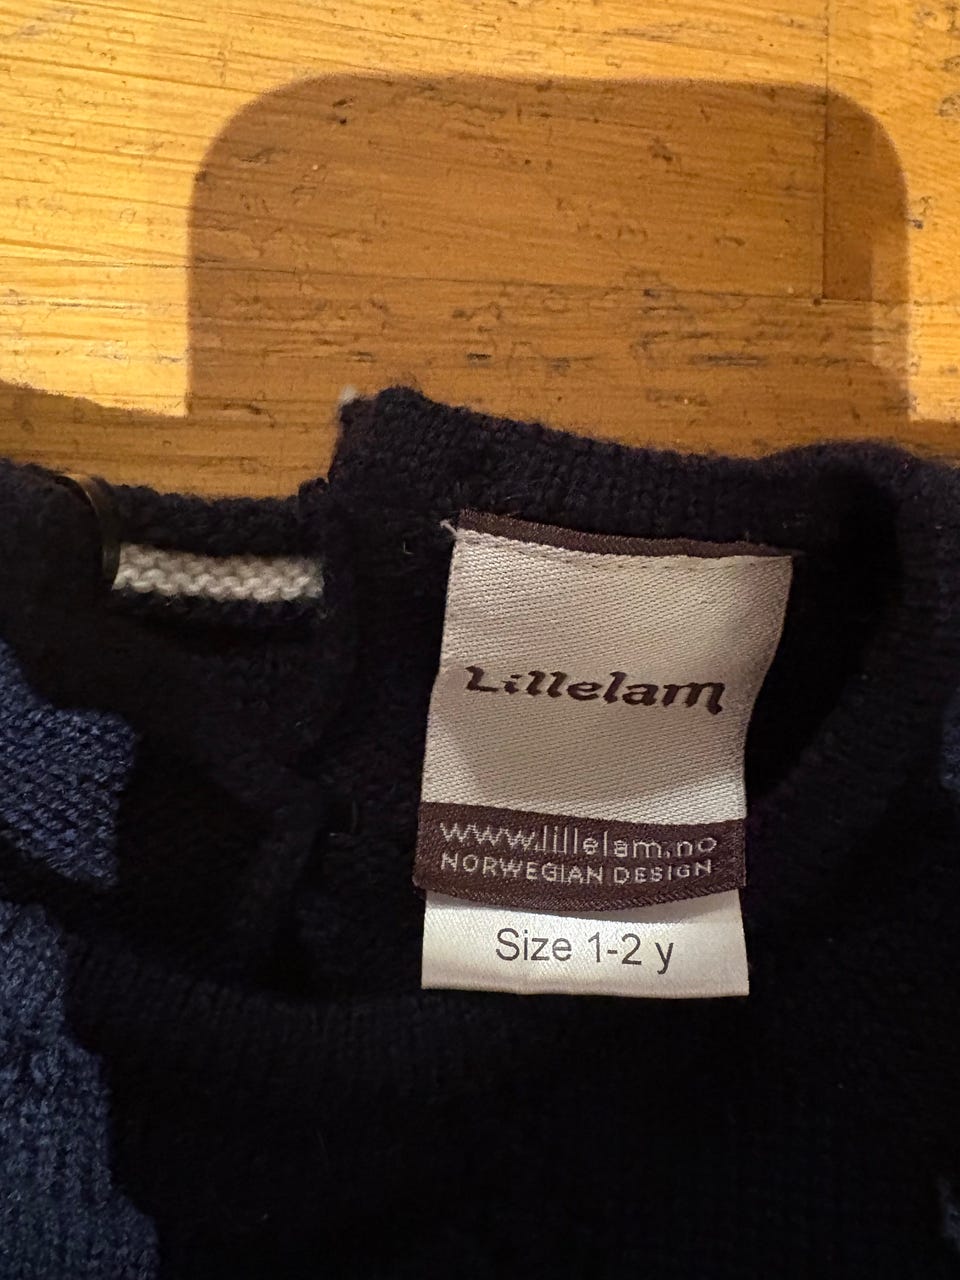 Lillelam
www.lillelam.no
NORWEGIAN DESIGN
Size 1-2 y